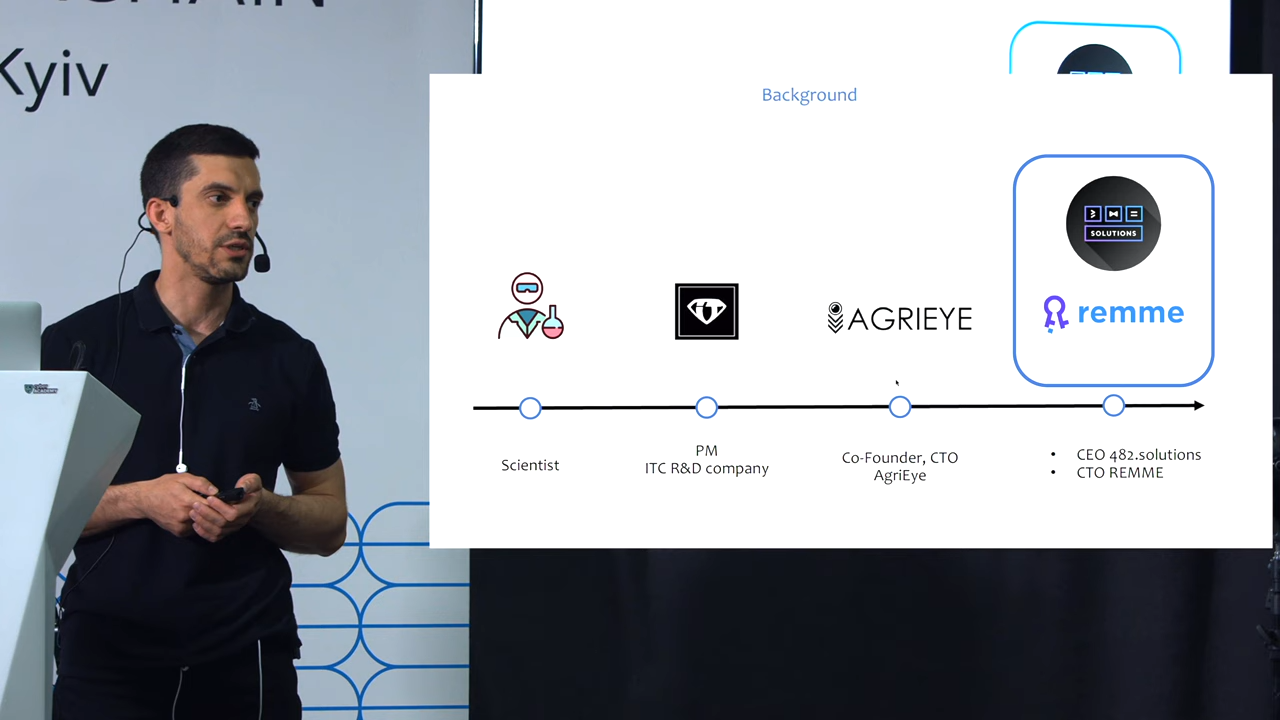 Kyiv
Background
SOLUTIONS
remme
AGRIEYE
Scientist
PM
ITC R&D company
Co-Founder, CTO
AgriEye
• CEO 482.solutions
• CTO REMME